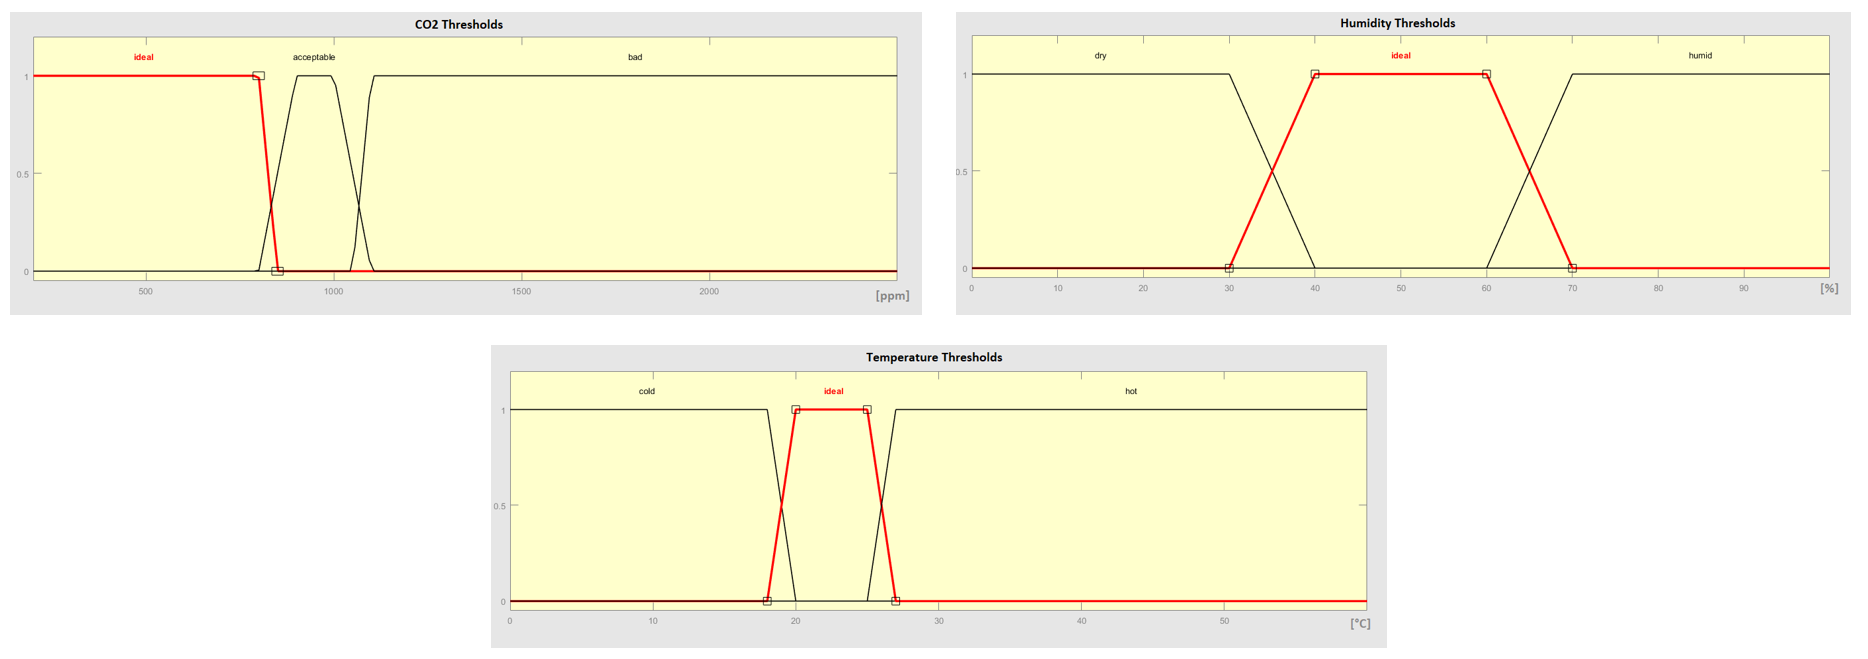 CO2 Thresholds
ideal
acceptable
bad
1
0.5
0
500
1000
1500
2000
[ppm]
Humidity Thresholds
dry
ideal
humid
1
0.5
0
0
10
20
30
40
50
60
70
80
90
[%]
Temperature Thresholds
cold
ideal
hot
1
0.5
0
0
10
20
30
40
50
[°C]